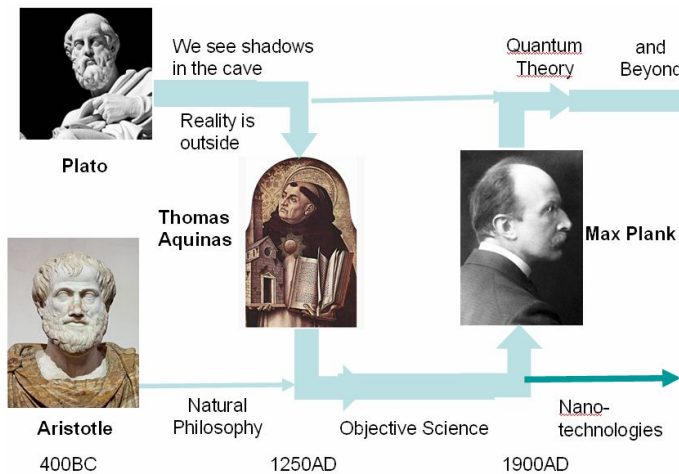 We see shadows
in the cave
Reality is
outside
Quantum
Theory
and
Beyond
Plato
Thomas
Aquinas
Max Plank
Aristotle
Natural
Philosophy
Objective Science
Nano-
technologies
400BC
1250AD
1900AD